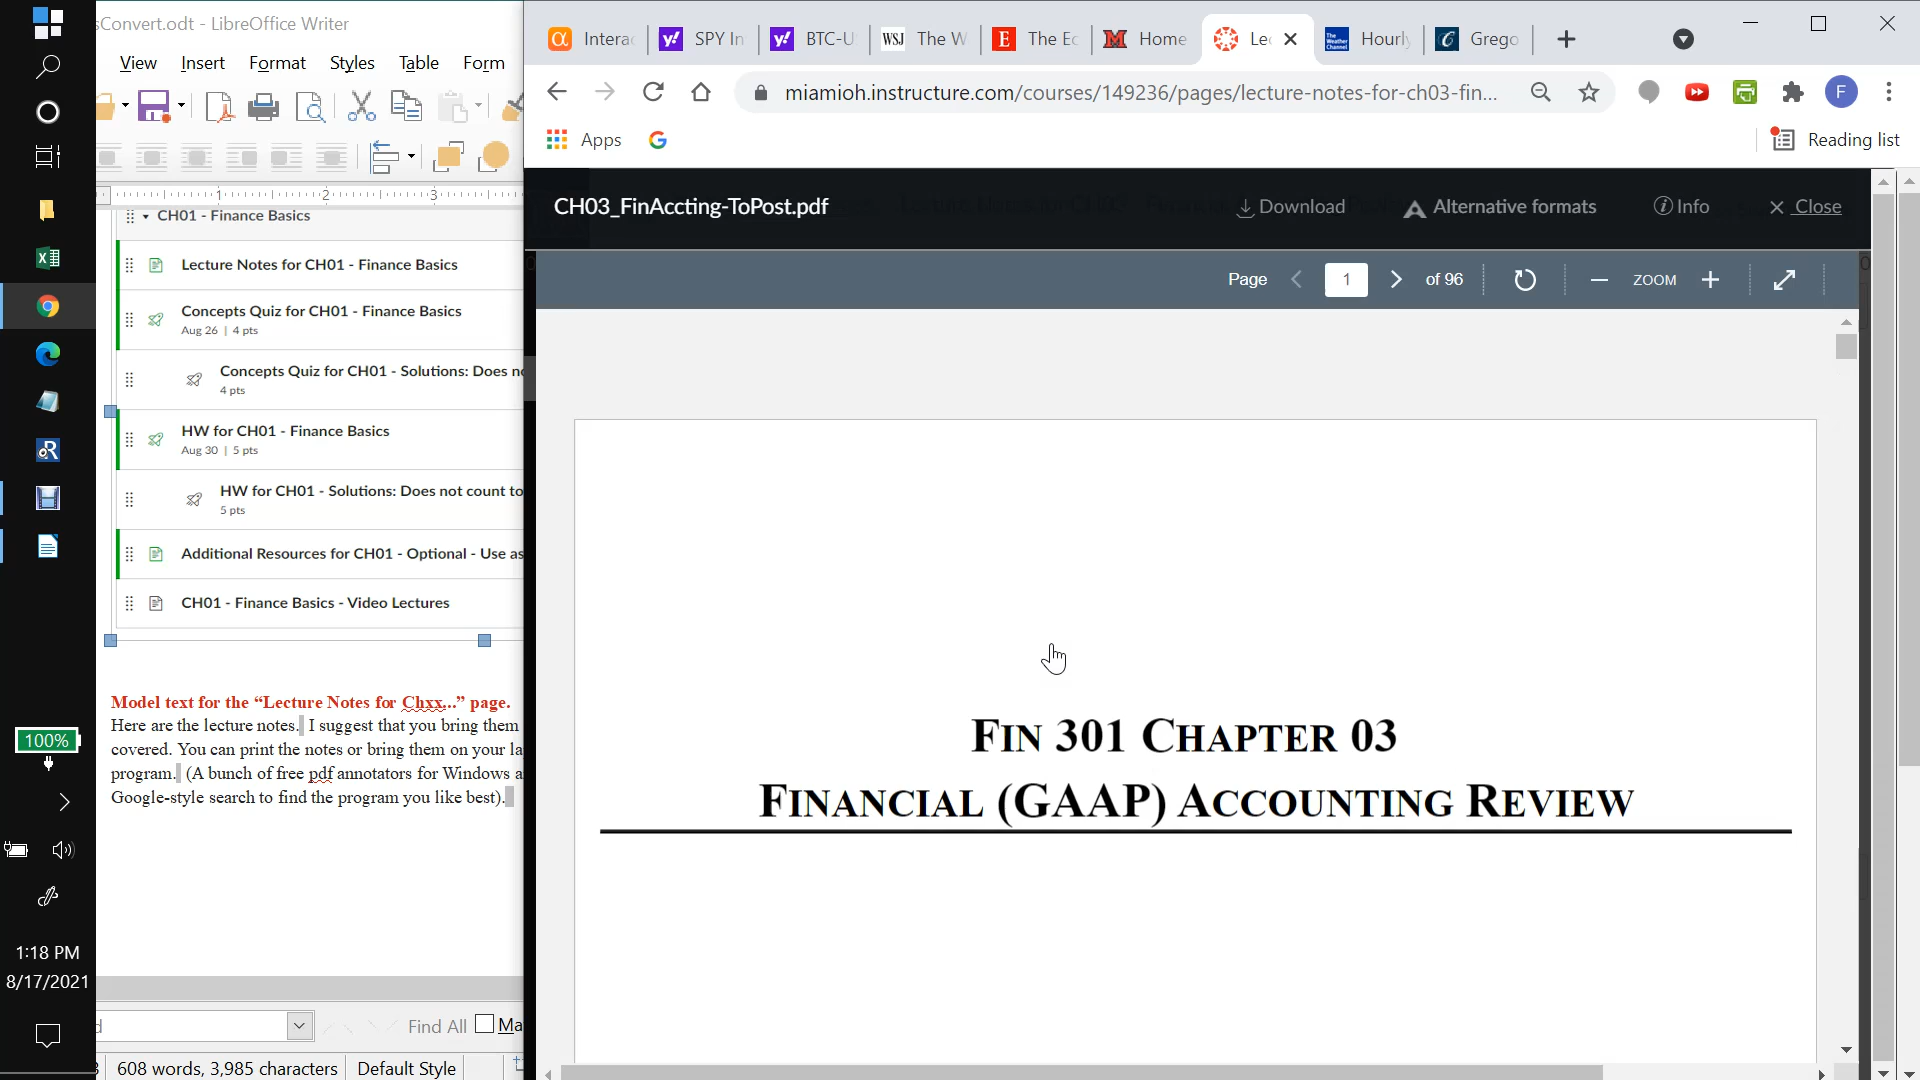 sConvert.odt - LibreOffice Writer
View Insert Format Styles Table Form
1 2 3
CH01 - Finance Basics
Lecture Notes for CH01 - Finance Basics
Concepts Quiz for CH01 - Finance Basics
Aug 26 | 4 pts
Concepts Quiz for CH01 - Solutions: Does no
4 pts
HW for CH01 - Finance Basics
Aug 30 | 5 pts
HW for CH01 - Solutions: Does not count to
5 pts
Additional Resources for CH01 - Optional - Use as
CH01 - Finance Basics - Video Lectures
Model text for the “Lecture Notes for Chxx...” page.
Here are the lecture notes. I suggest that you bring them
covered. You can print the notes or bring them on your la
program. (A bunch of free pdf annotators for Windows a
Google-style search to find the program you like best).
Find All Ma
608 words, 3,985 characters Default Style
100%
1:18 PM
8/17/2021
Intera SPY In BTC-U WSJ The W The Ec Home Lec Hourly Grego
miamioh.instructure.com/courses/149236/pages/lecture-notes-for-ch03-fin...
F
Apps
Reading list
CH03_FinAccting-ToPost.pdf
Download Alternative formats Info Close
Page 1 of 96 ZOOM
FIN 301 CHAPTER 03
FINANCIAL (GAAP) ACCOUNTING REVIEW